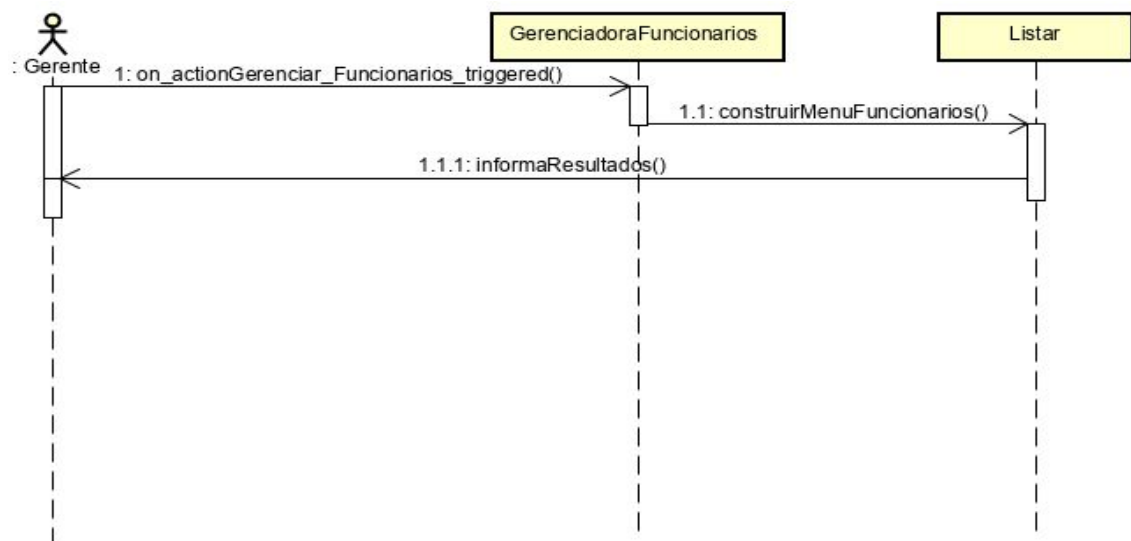 GerenciadoraFuncionarios
Listar
: Gerente
1: on_actionGerenciar_Funcionarios_triggered()
1.1: construirMenuFuncionarios()
1.1.1: informaResultados()